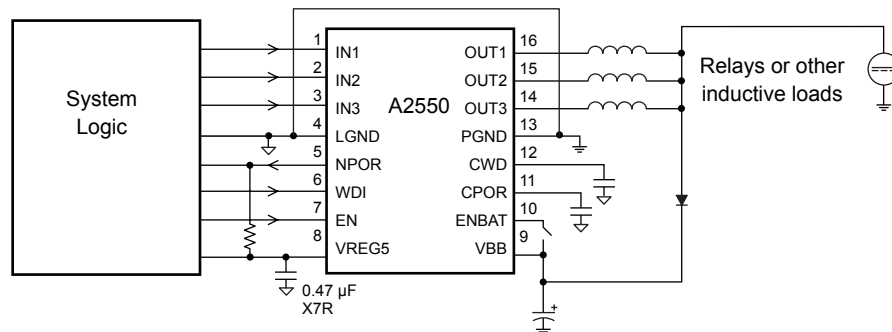 System
Logic
A2550
1 IN1
2 IN2
3 IN3
4 LGND
5 NPOR
6 WDI
7 EN
8 VREG5
16 OUT1
15 OUT2
14 OUT3
13 PGND
12 CWD
11 CPOR
10 ENBAT
9 VBB
Relays or other
inductive loads
0.47 µF
X7R
+